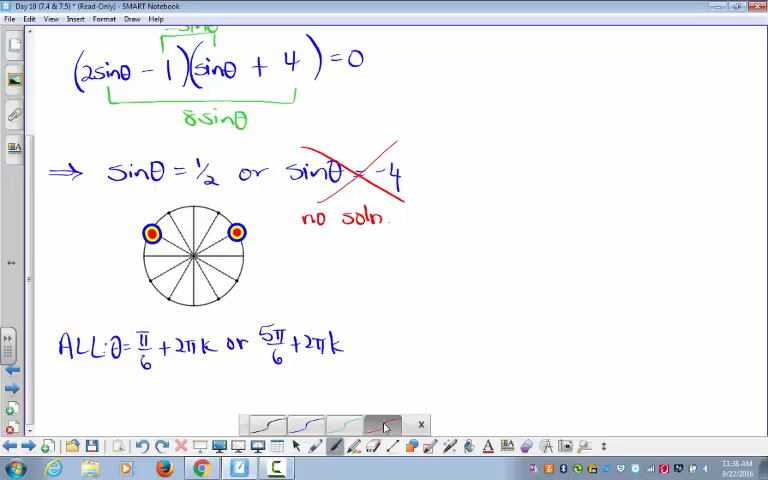 Day 10 (7.4 & 7.5) * (Read-Only) - SMART Notebook
File Edit View Insert Format Draw Help
-sinθ
(2sinθ - 1)(sinθ + 4) = 0
8sinθ
⇒ sinθ = 1/2 or sinθ = -4
no soln.
ALL: θ = π/6 + 2πk or 5π/6 + 2πk
11:38 AM
9/22/2016